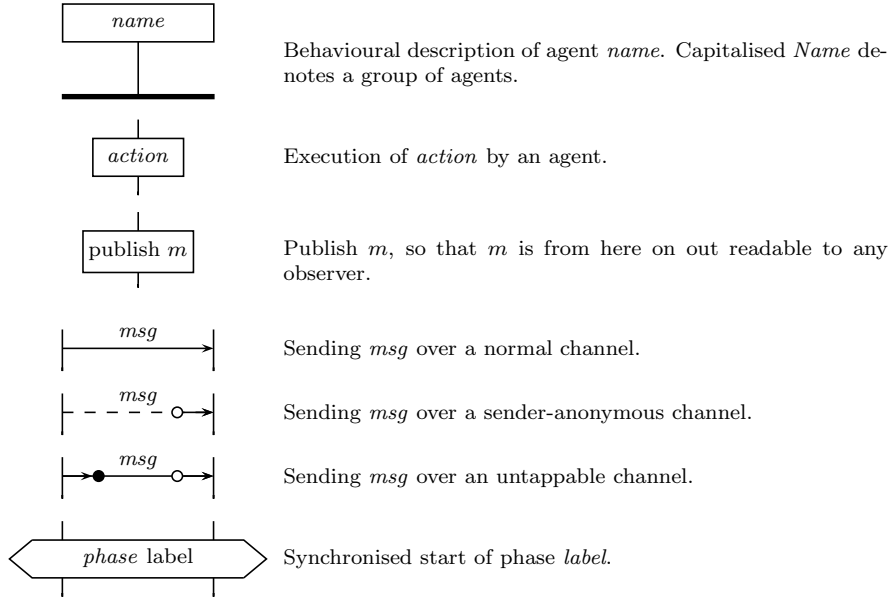 name
Behavioural description of agent name. Capitalised Name de-
notes a group of agents.
action
Execution of action by an agent.
publish m
Publish m, so that m is from here on out readable to any
observer.
msg
Sending msg over a normal channel.
msg
Sending msg over a sender-anonymous channel.
msg
Sending msg over an untappable channel.
phase label
Synchronised start of phase label.